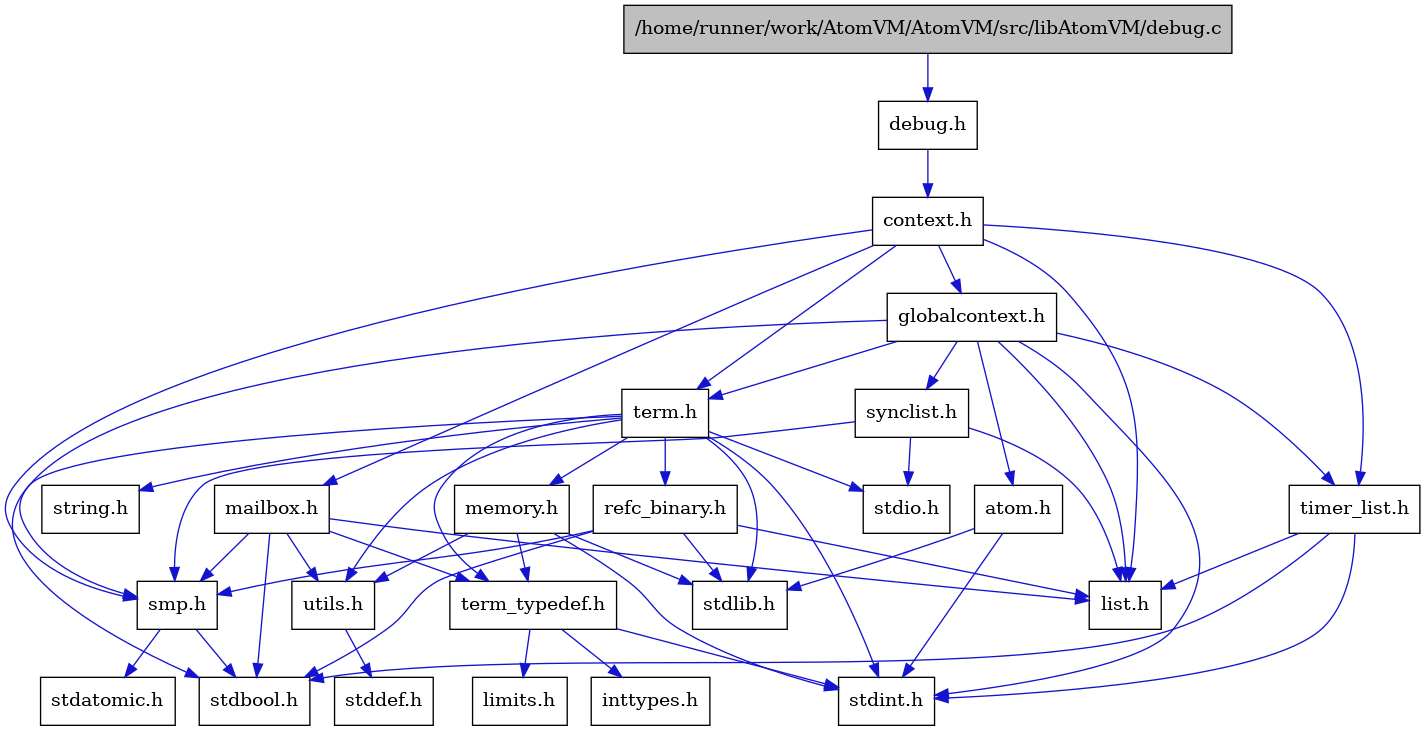 /home/runner/work/AtomVM/AtomVM/src/libAtomVM/debug.c
debug.h
context.h
globalcontext.h
term.h
synclist.h
string.h
mailbox.h
memory.h
refc_binary.h
stdio.h
atom.h
timer_list.h
smp.h
utils.h
term_typedef.h
stdlib.h
list.h
stdatomic.h
stdbool.h
stddef.h
limits.h
inttypes.h
stdint.h